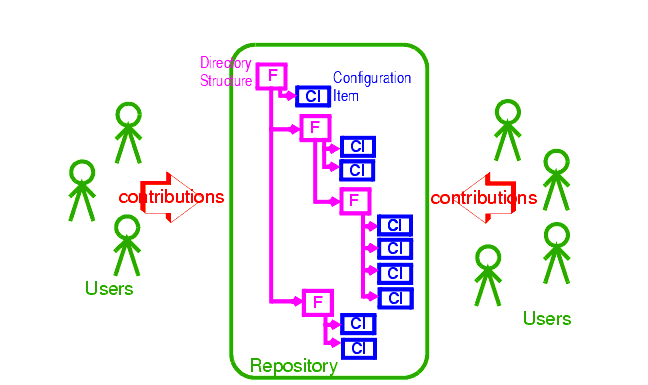 Directory
Structure
F
CI
Configuration
Item
F
CI
CI
F
CI
CI
CI
CI
F
CI
CI
Repository
contributions
Users
contributions
Users